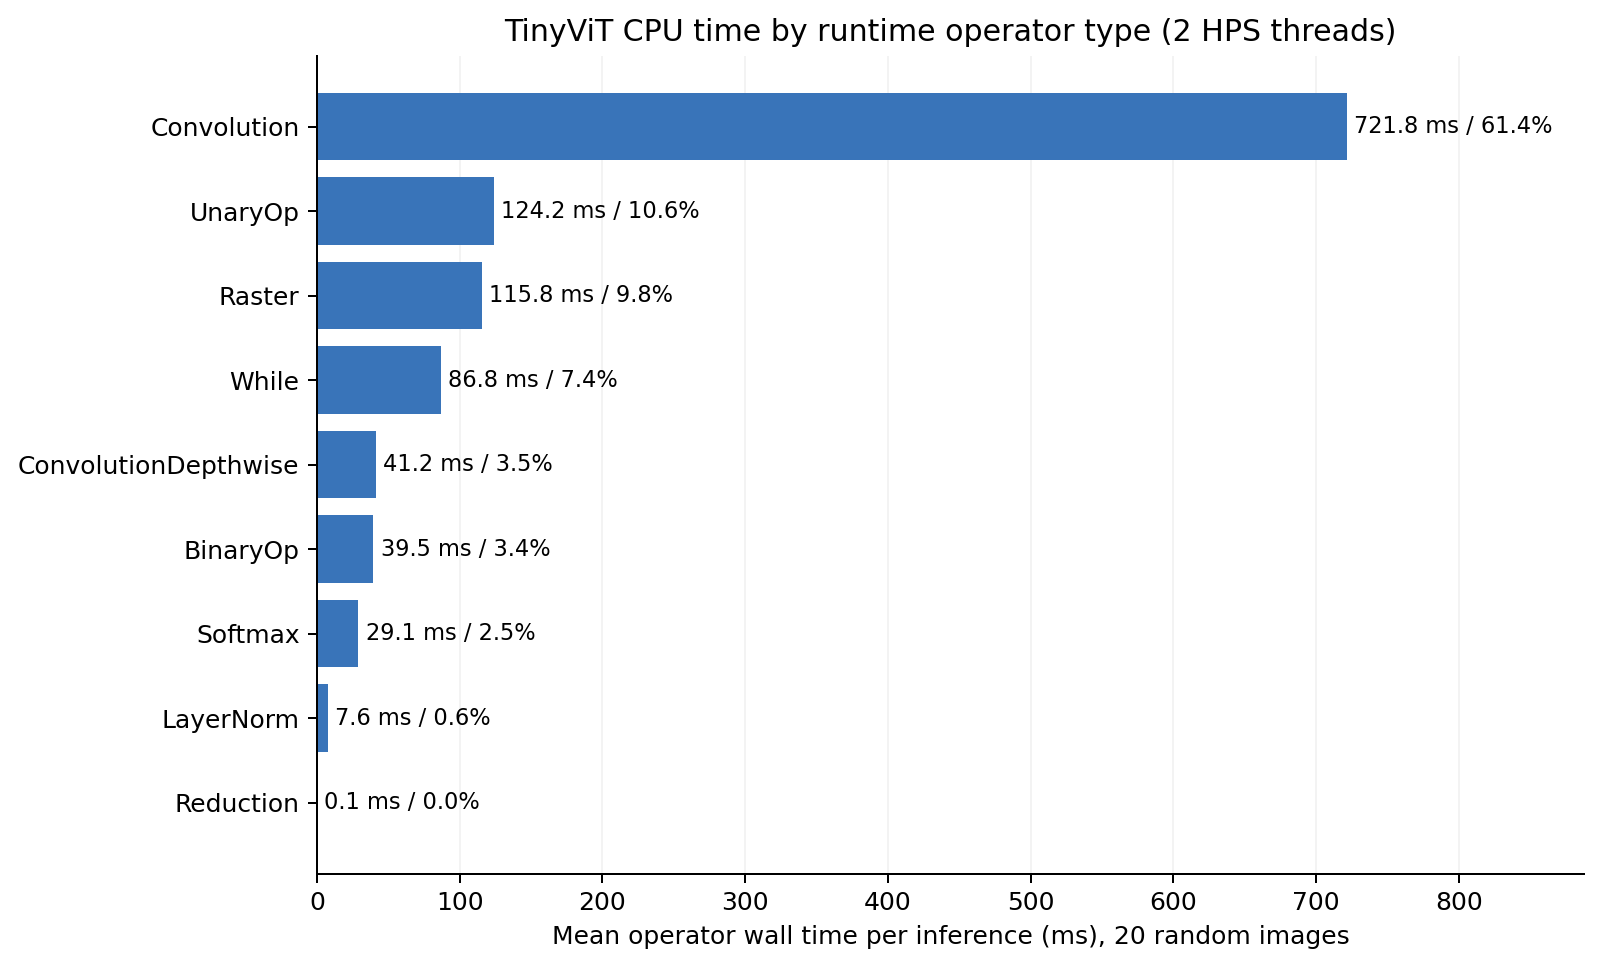 TinyViT CPU time by runtime operator type (2 HPS threads)
Convolution
721.8 ms / 61.4%
UnaryOp
124.2 ms / 10.6%
Raster
115.8 ms / 9.8%
While
86.8 ms / 7.4%
ConvolutionDepthwise
41.2 ms / 3.5%
BinaryOp
39.5 ms / 3.4%
Softmax
29.1 ms / 2.5%
LayerNorm
7.6 ms / 0.6%
Reduction
0.1 ms / 0.0%
0 100 200 300 400 500 600 700 800
Mean operator wall time per inference (ms), 20 random images